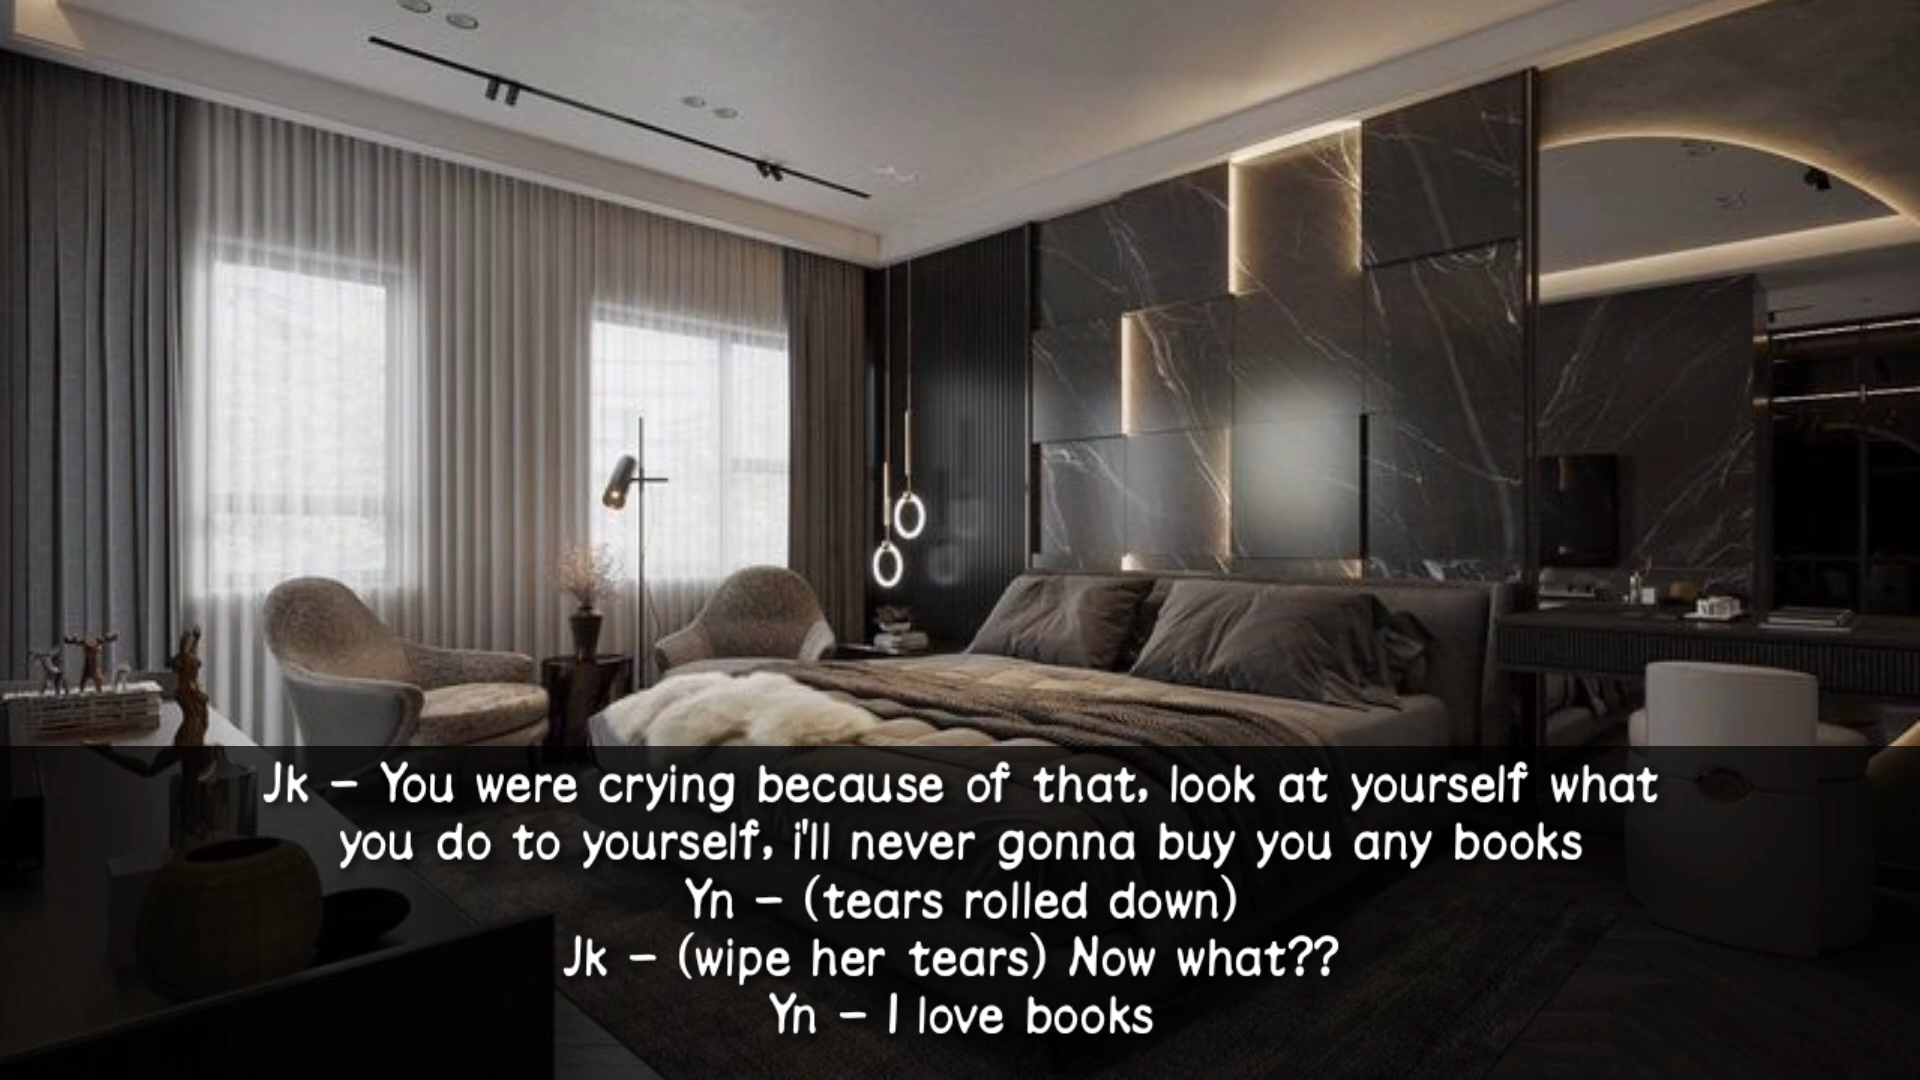 Jk – You were crying because of that, look at yourself what
you do to yourself, i'll never gonna buy you any books
Yn – (tears rolled down)
Jk – (wipe her tears) Now what??
Yn – I love books